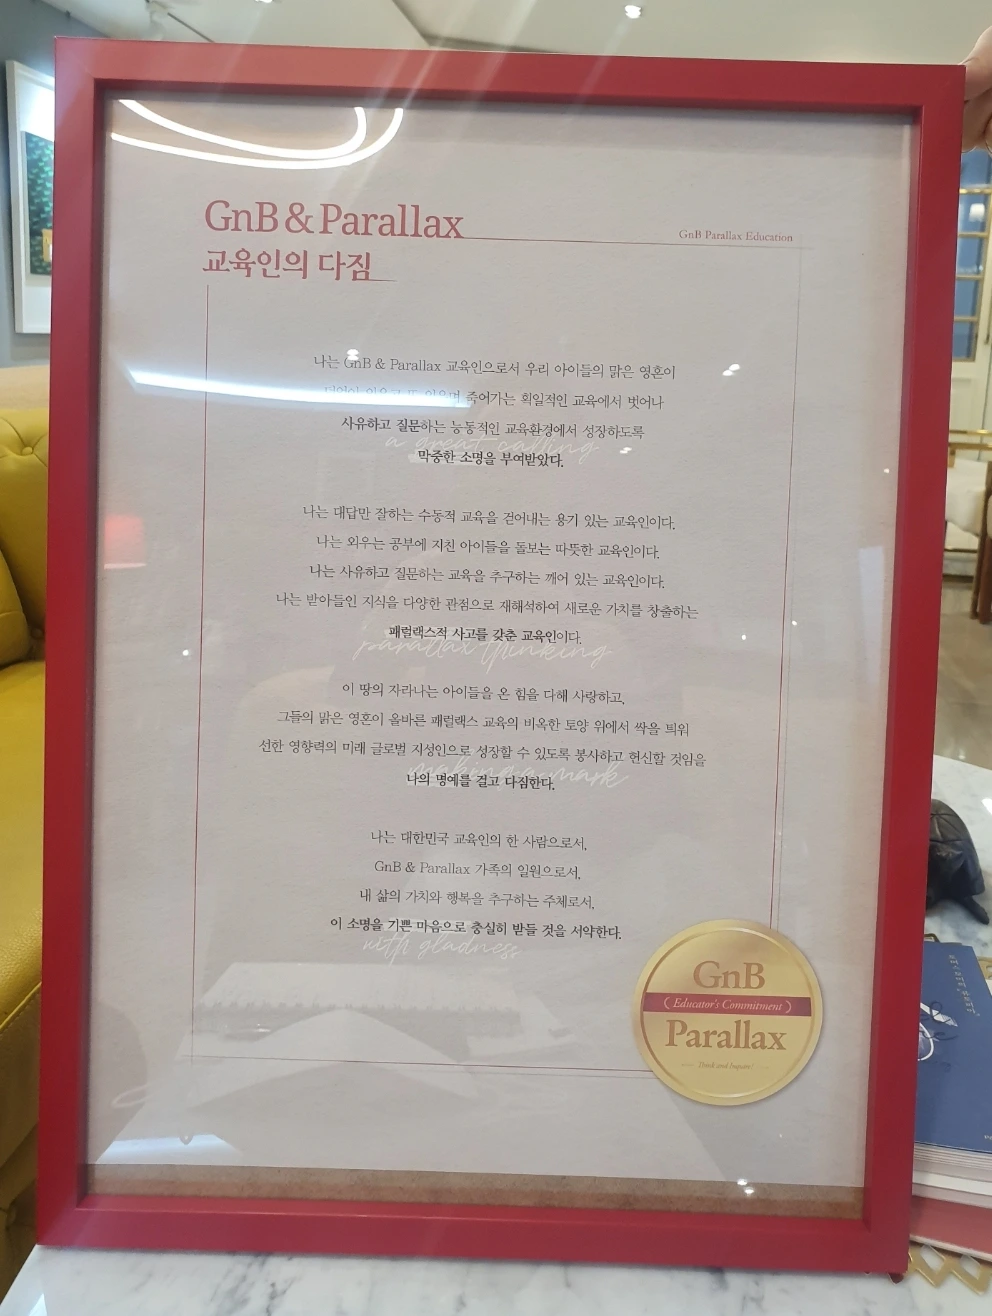 GnB & Parallax
GnB Parallax Education
교육인의 다짐
나는 GnB & Parallax 교육인으로서 우리 아이들의 맑은 영혼이
죽어가는 획일적인 교육에서 벗어나
사유하고 질문하는 능동적인 교육환경에서 성장하도록
a great calling
막중한 소명을 부여받았다.
나는 대답만 잘하는 수동적 교육을 걷어내는 용기 있는 교육인이다.
나는 외우는 공부에 지친 아이들을 돌보는 따뜻한 교육인이다.
나는 사유하고 질문하는 교육을 추구하는 깨어 있는 교육인이다.
나는 받아들인 지식을 다양한 관점으로 재해석하여 새로운 가치를 창출하는
패럴랙스적 사고를 갖춘 교육인이다.
parallax thinking
이 땅의 자라나는 아이들을 온 힘을 다해 사랑하고,
그들의 맑은 영혼이 올바른 패럴랙스 교육의 비옥한 토양 위에서 싹을 틔워
선한 영향력의 미래 글로벌 지성인으로 성장할 수 있도록 봉사하고 헌신할 것임을
making a mark
나의 명예를 걸고 다짐한다.
나는 대한민국 교육인의 한 사람으로서,
GnB & Parallax 가족의 일원으로서,
내 삶의 가치와 행복을 추구하는 주체로서,
이 소명을 기쁜 마음으로 충실히 받들 것을 서약한다.
with gladness
GnB
( Educator's Commitment )
Parallax
Think and Impact!